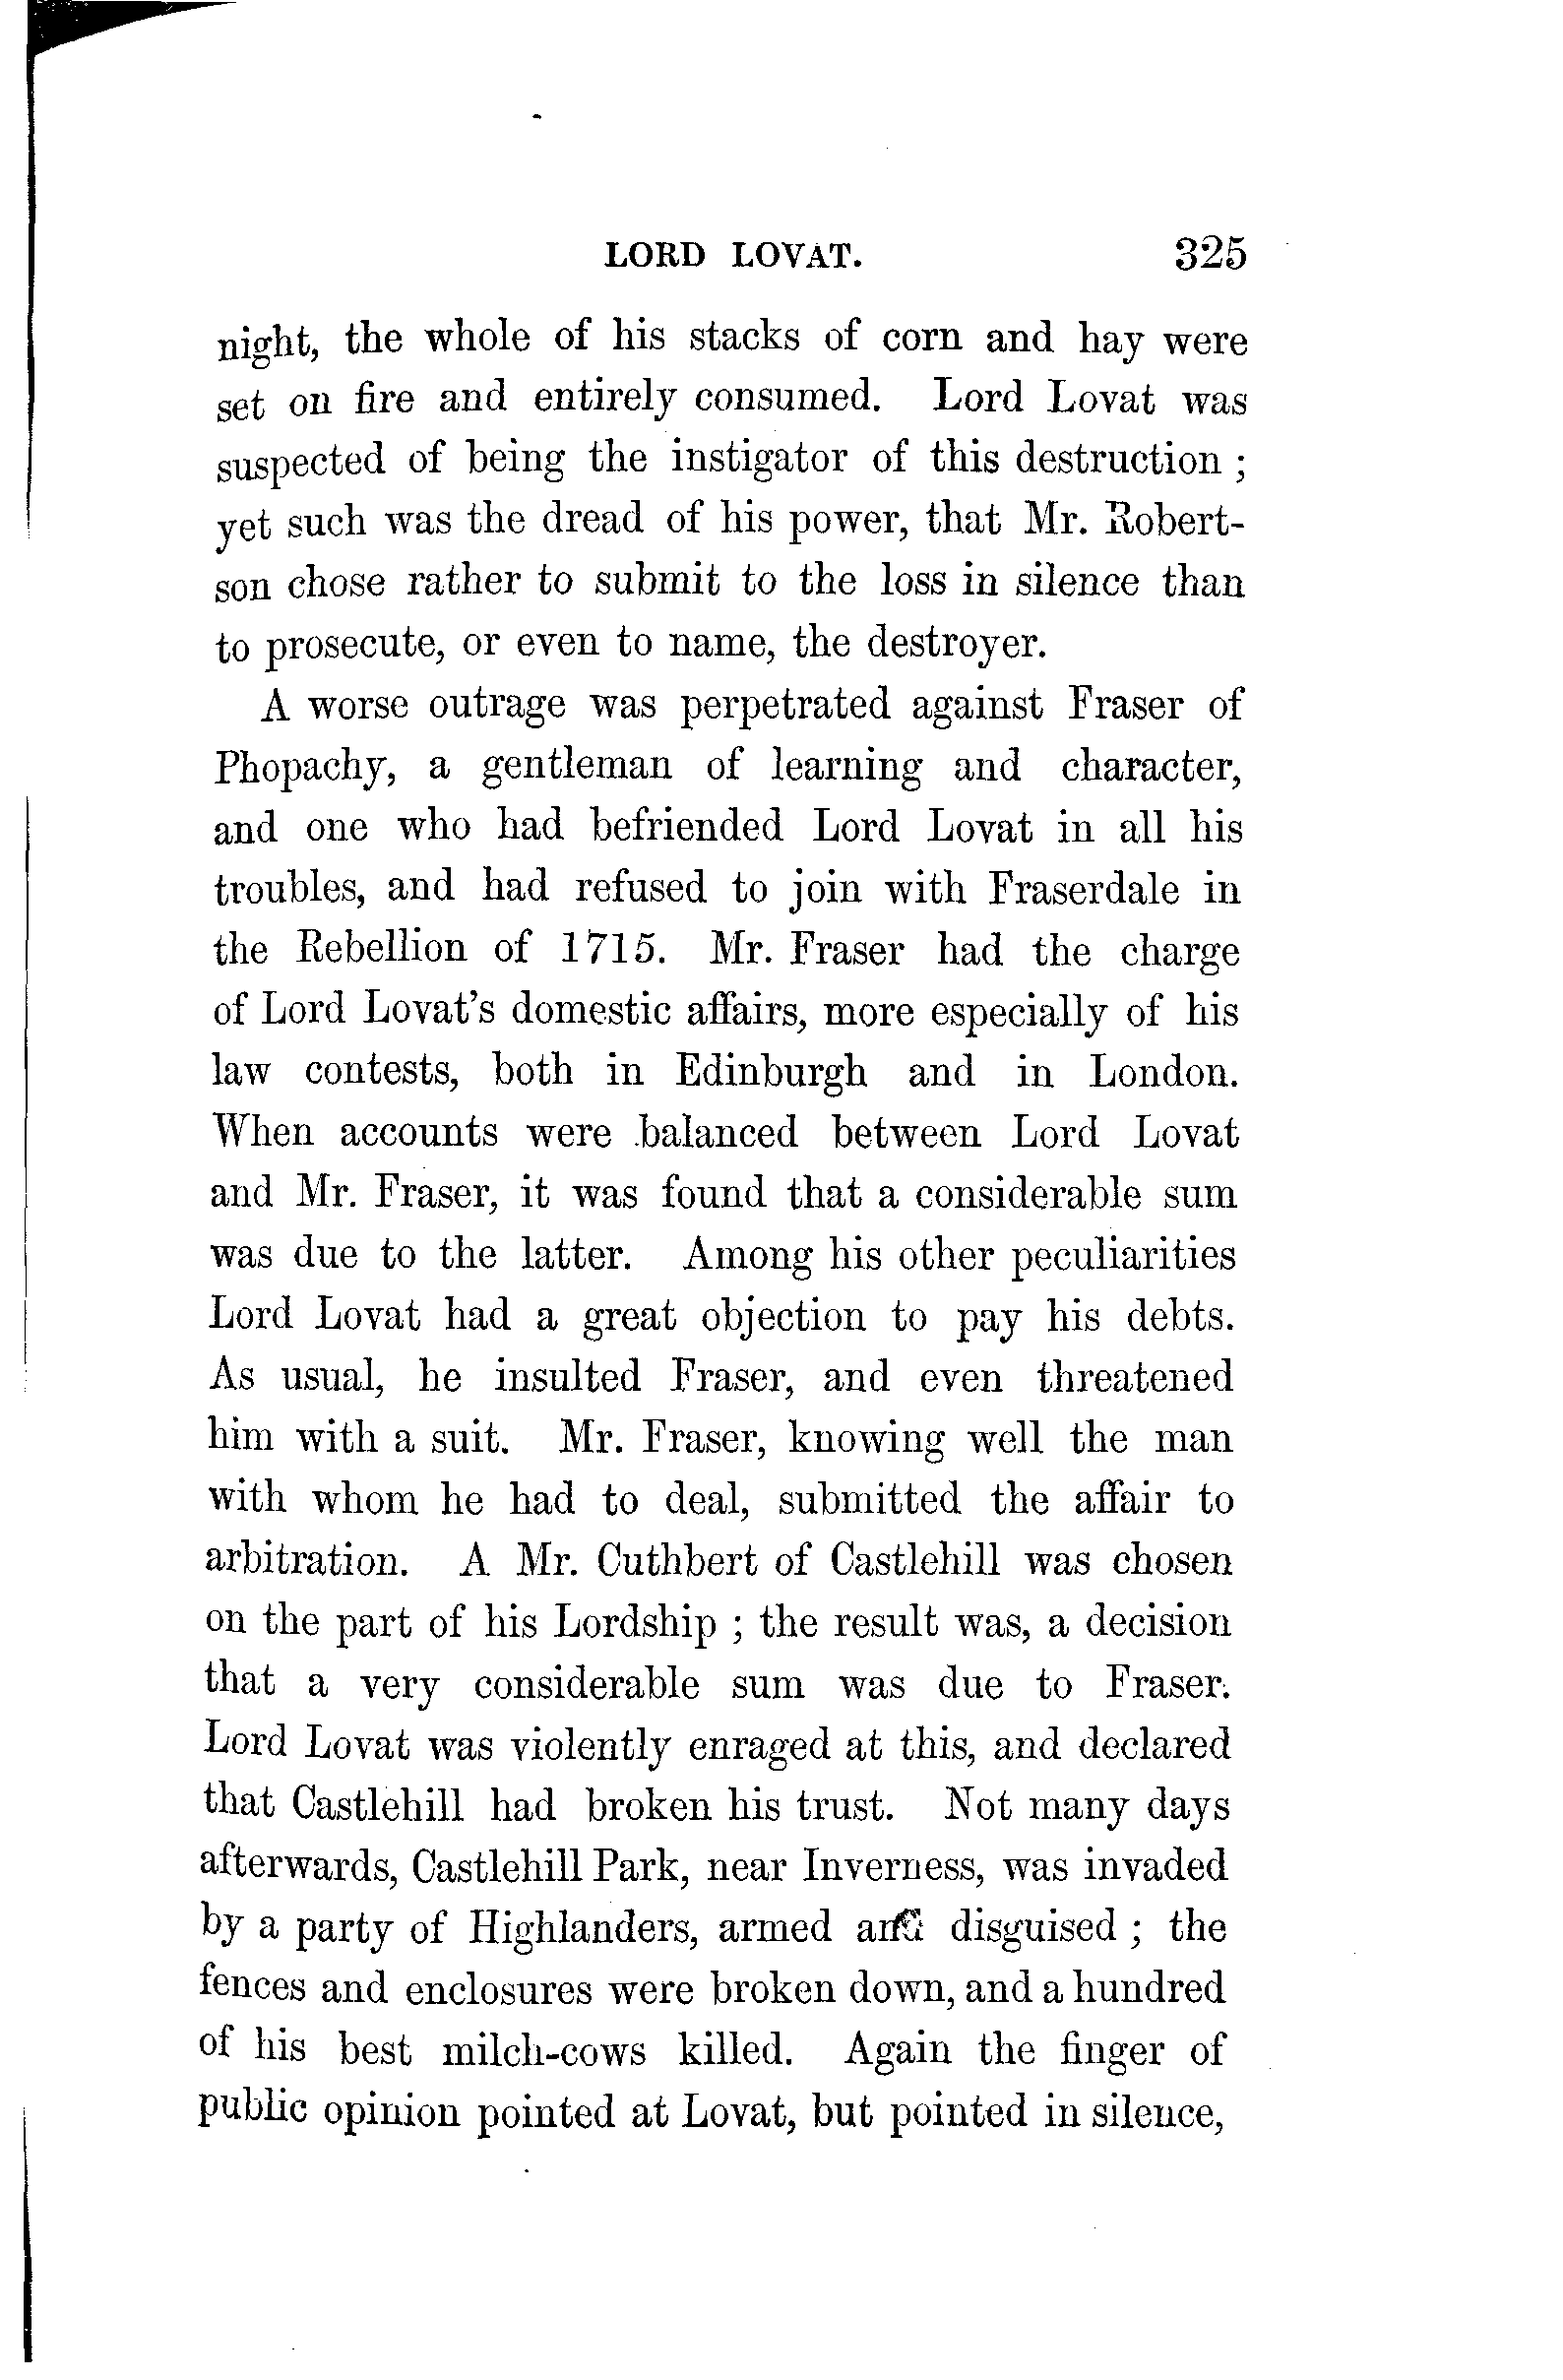 LORD LOVAT. 325
night, the whole of his stacks of corn and hay were
set on fire and entirely consumed. Lord Lovat was
suspected of being the instigator of this destruction ;
yet such was the dread of his power, that Mr. Robert-
son chose rather to submit to the loss in silence than
to prosecute, or even to name, the destroyer.
A worse outrage was perpetrated against Fraser of
Phopachy, a gentleman of learning and character,
and one who had befriended Lord Lovat in all his
troubles, and had refused to join with Fraserdale in
the Rebellion of 1715. Mr. Fraser had the charge
of Lord Lovat's domestic affairs, more especially of his
law contests, both in Edinburgh and in London.
When accounts were balanced between Lord Lovat
and Mr. Fraser, it was found that a considerable sum
was due to the latter. Among his other peculiarities
Lord Lovat had a great objection to pay his debts.
As usual, he insulted Fraser, and even threatened
him with a suit. Mr. Fraser, knowing well the man
with whom he had to deal, submitted the affair to
arbitration. A Mr. Cuthbert of Castlehill was chosen
on the part of his Lordship ; the result was, a decision
that a very considerable sum was due to Fraser.
Lord Lovat was violently enraged at this, and declared
that Castlehill had broken his trust. Not many days
afterwards, Castlehill Park, near Inverness, was invaded
by a party of Highlanders, armed and disguised ; the
fences and enclosures were broken down, and a hundred
of his best milch-cows killed. Again the finger of
public opinion pointed at Lovat, but pointed in silence,